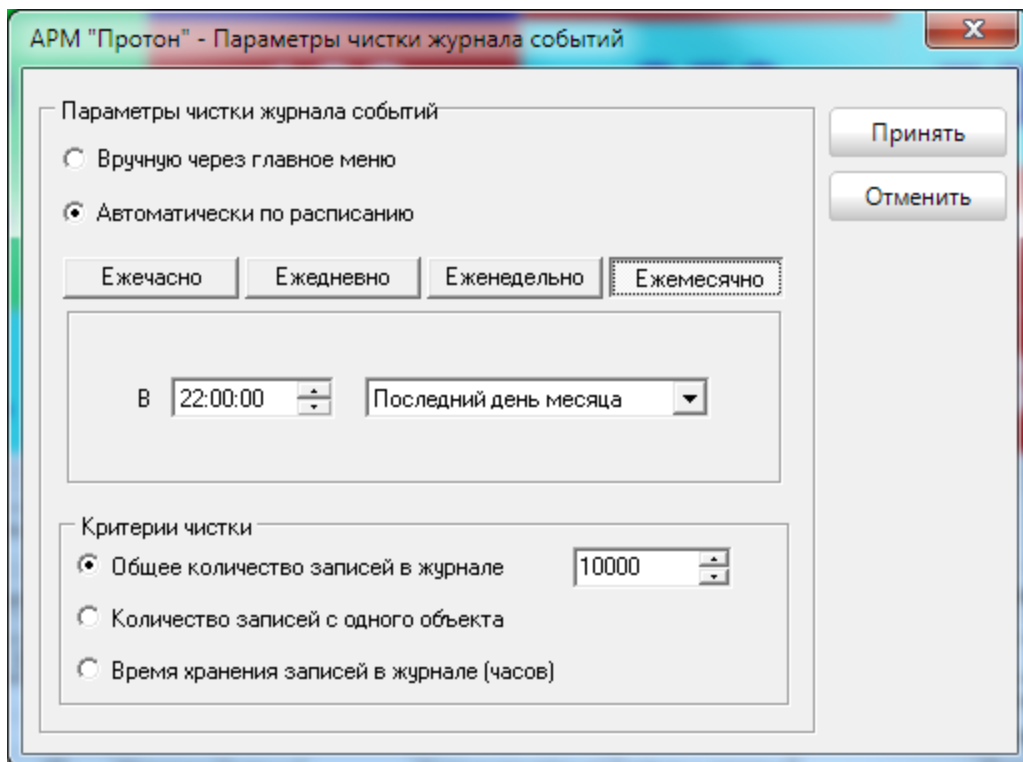 АРМ "Протон" - Параметры чистки журнала событий
Параметры чистки журнала событий
Принять
Вручную через главное меню
Отменить
Автоматически по расписанию
Ежечасно Ежедневно Еженедельно Ежемесячно
В 22:00:00 Последний день месяца
Критерии чистки
Общее количество записей в журнале 10000
Количество записей с одного объекта
Время хранения записей в журнале (часов)